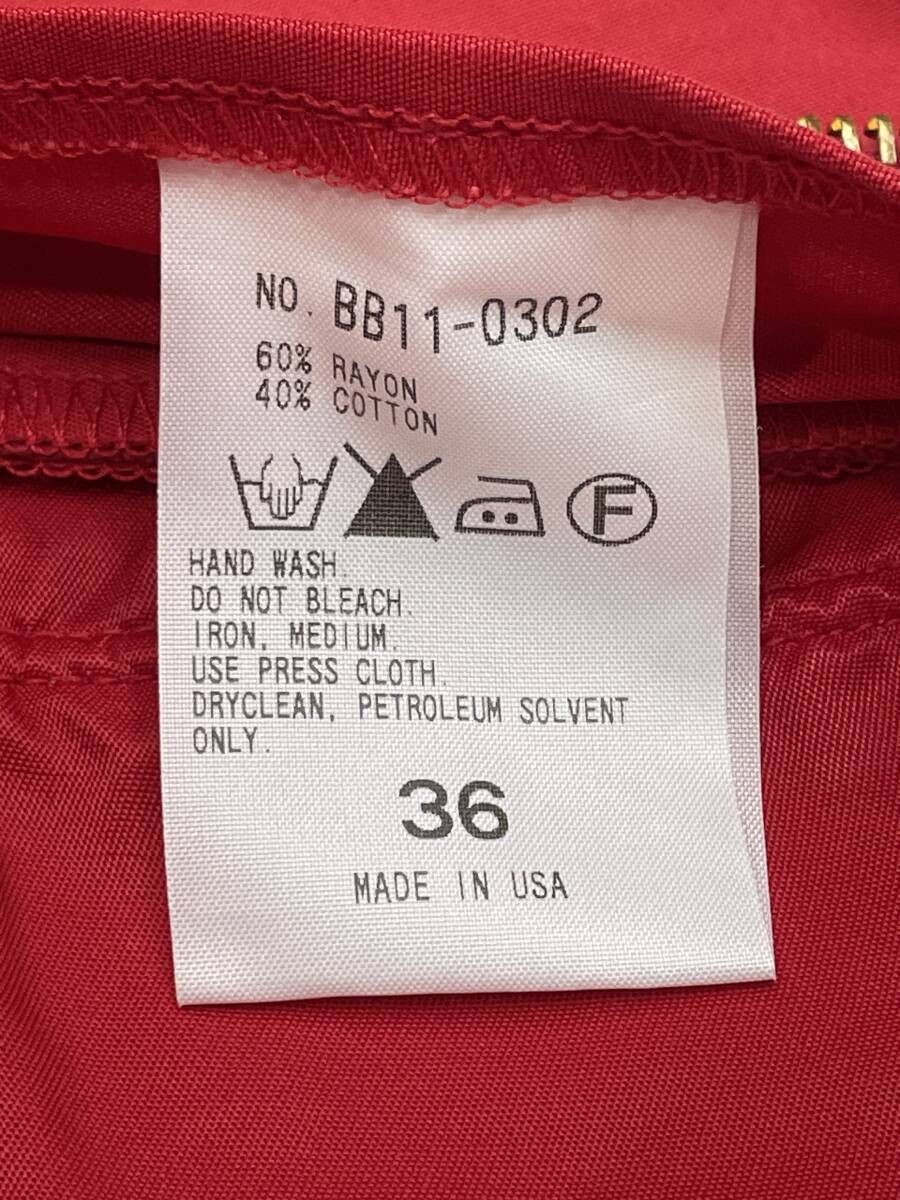 NO. BB11-0302
60% RAYON
40% COTTON
F
HAND WASH.
DO NOT BLEACH.
IRON, MEDIUM.
USE PRESS CLOTH.
DRYCLEAN, PETROLEUM SOLVENT
ONLY.
36
MADE IN USA